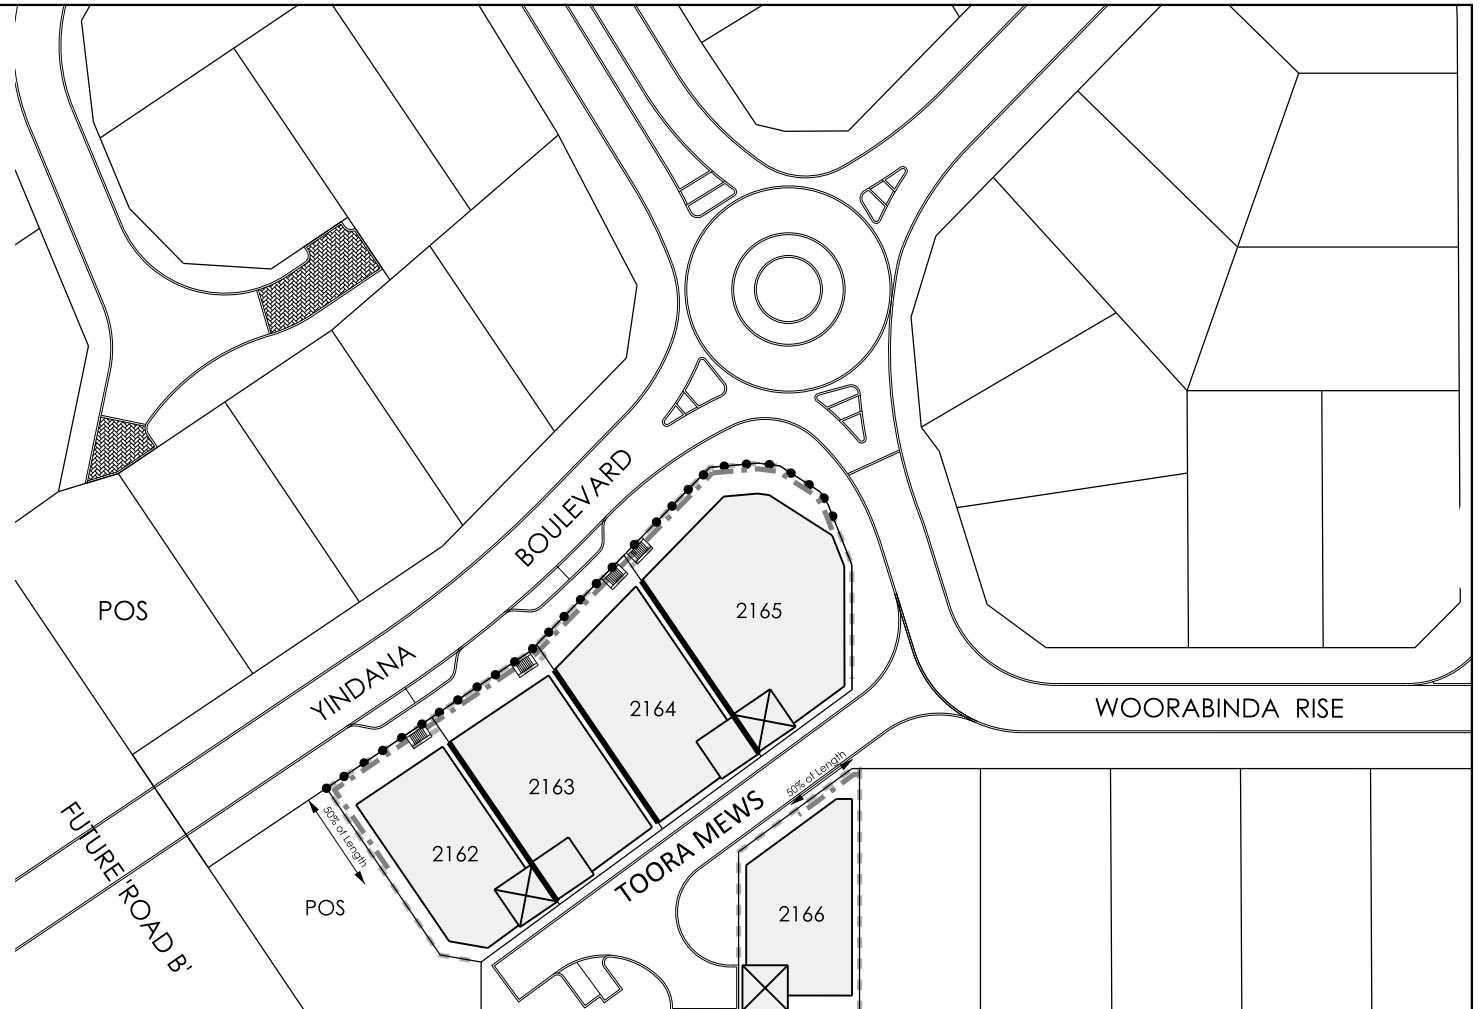 BOULEVARD
POS
2165
YINDANA
2164
WOORABINDA RISE
50% of Length
2163
TOORA MEWS
50% of Length
FUTURE 'ROAD B'
2162
POS
2166